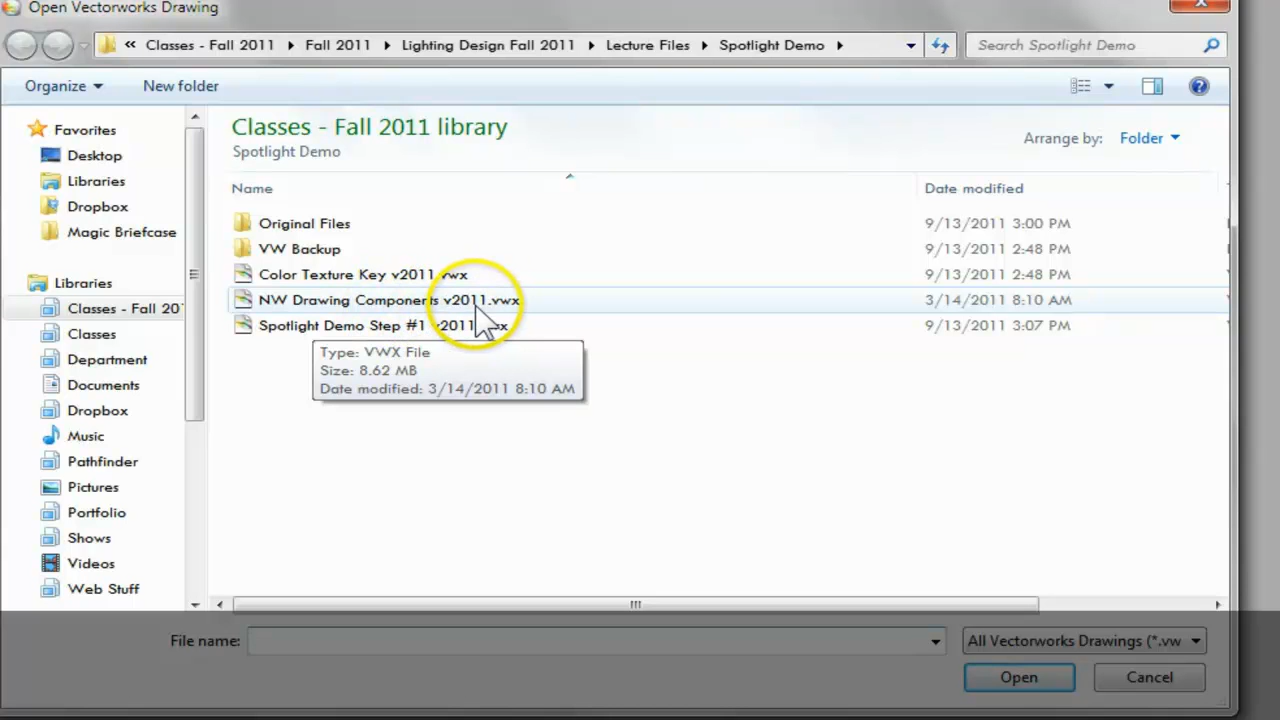 Open Vectorworks Drawing
Classes - Fall 2011 Fall 2011 Lighting Design Fall 2011 Lecture Files Spotlight Demo
Search Spotlight Demo
Organize New folder
Favorites
Desktop
Libraries
Dropbox
Magic Briefcase
Libraries
Classes - Fall 20
Classes
Department
Documents
Dropbox
Music
Pathfinder
Pictures
Portfolio
Shows
Videos
Web Stuff
Classes - Fall 2011 library
Spotlight Demo
Arrange by: Folder
Name Date modified
Original Files 9/13/2011 3:00 PM
VW Backup 9/13/2011 2:48 PM
Color Texture Key v2011.vwx 9/13/2011 2:48 PM
NW Drawing Components v2011.vwx 3/14/2011 8:10 AM
Spotlight Demo Step #1 v2011 9/13/2011 3:07 PM
Type: VWX File
Size: 8.62 MB
Date modified: 3/14/2011 8:10 AM
File name: All Vectorworks Drawings (*.vw
Open Cancel